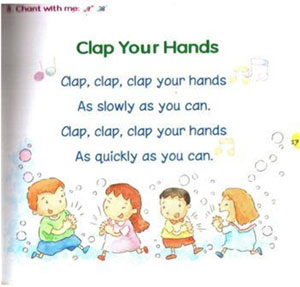 8. Chant with me:
Clap Your Hands
Clap, clap, clap your hands
As slowly as you can.
Clap, clap, clap your hands
As quickly as you can.